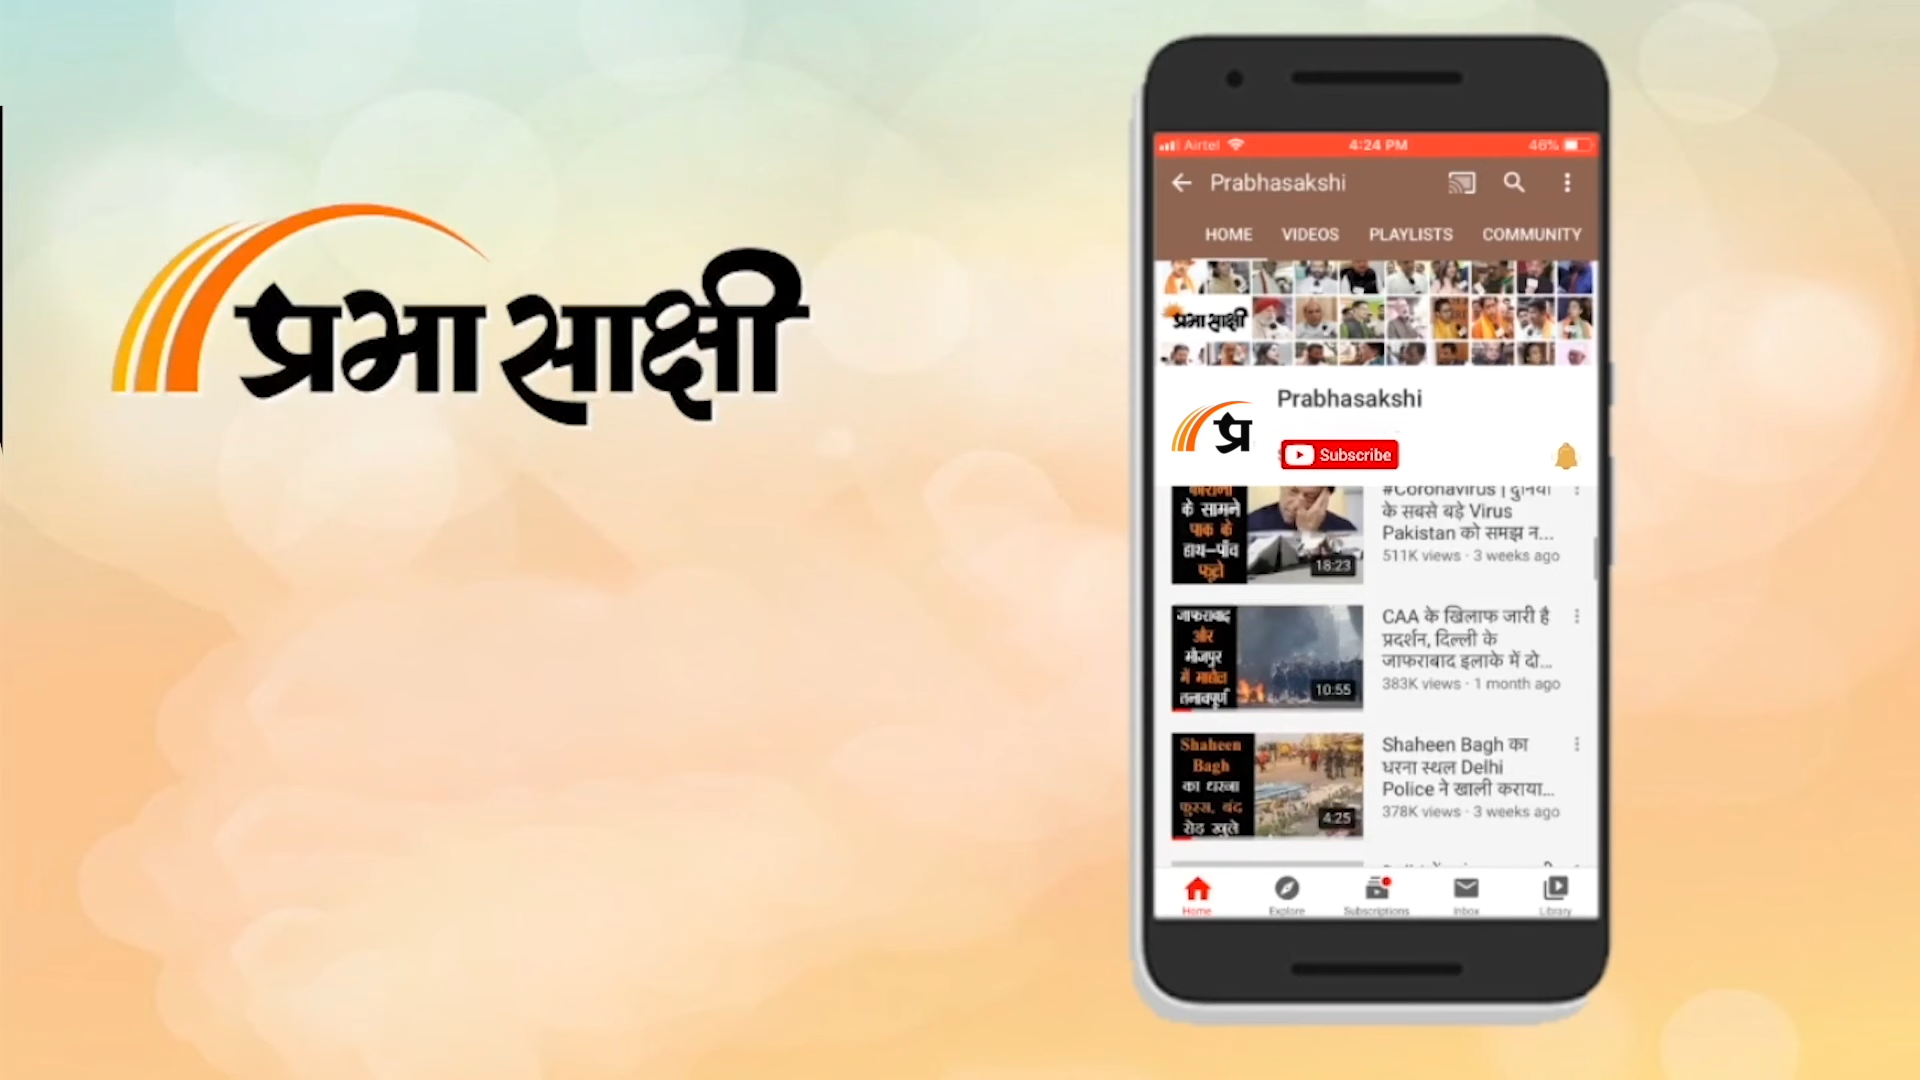 प्रभासाक्षी
Airtel 4:24 PM 46%
Prabhasakshi
HOME VIDEOS PLAYLISTS COMMUNITY
प्रभासाक्षी
Prabhasakshi
प्र
Subscribe
कोरोना
के सामने
पाक के
हाथ-पाँव
फूले
18:23
#Coronavirus | दुनिया
के सबसे बड़े Virus
Pakistan को समझ न...
511K views · 3 weeks ago
जाफराबाद
और
मौजपुर
में माहौल
तनावपूर्ण
10:55
CAA के खिलाफ जारी है
प्रदर्शन, दिल्ली के
जाफराबाद इलाके में दो...
383K views · 1 month ago
Shaheen
Bagh
का धरना
फुस्स, बंद
रोड खुले
4:25
Shaheen Bagh का
धरना स्थल Delhi
Police ने खाली कराया...
378K views · 3 weeks ago
Home Explore Subscriptions Inbox Library